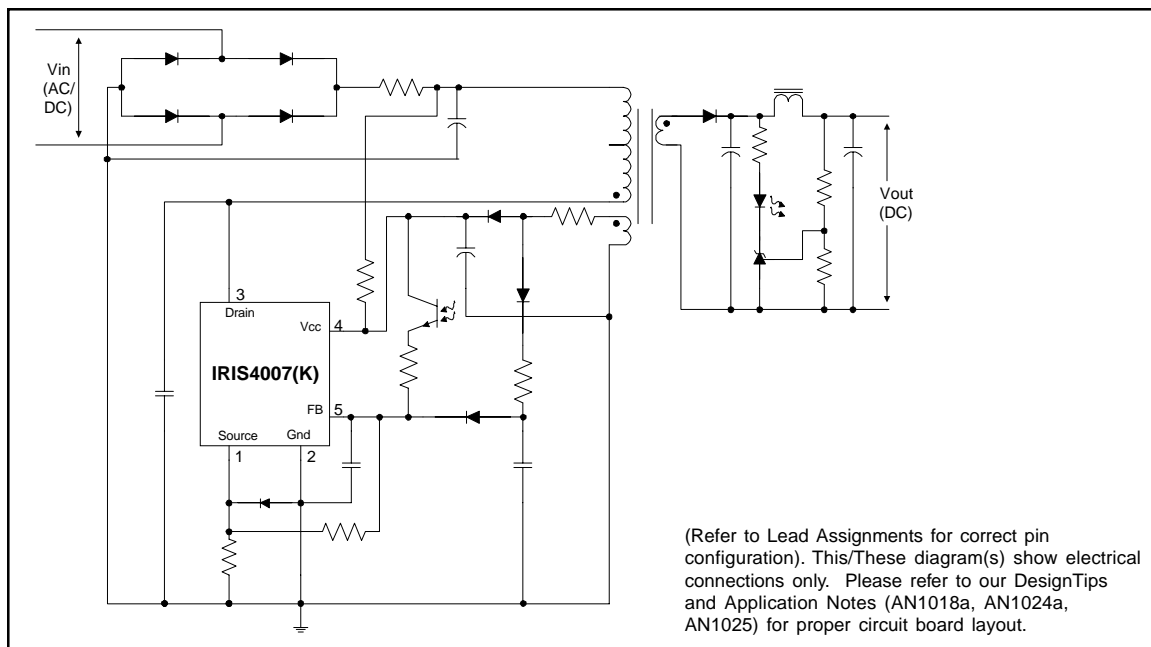 Vin
(AC/
DC)
Vout
(DC)
3
Drain
Vcc
4
IRIS4007(K)
FB
5
Source
Gnd
1
2
(Refer to Lead Assignments for correct pin
configuration). This/These diagram(s) show electrical
connections only. Please refer to our DesignTips
and Application Notes (AN1018a, AN1024a,
AN1025) for proper circuit board layout.